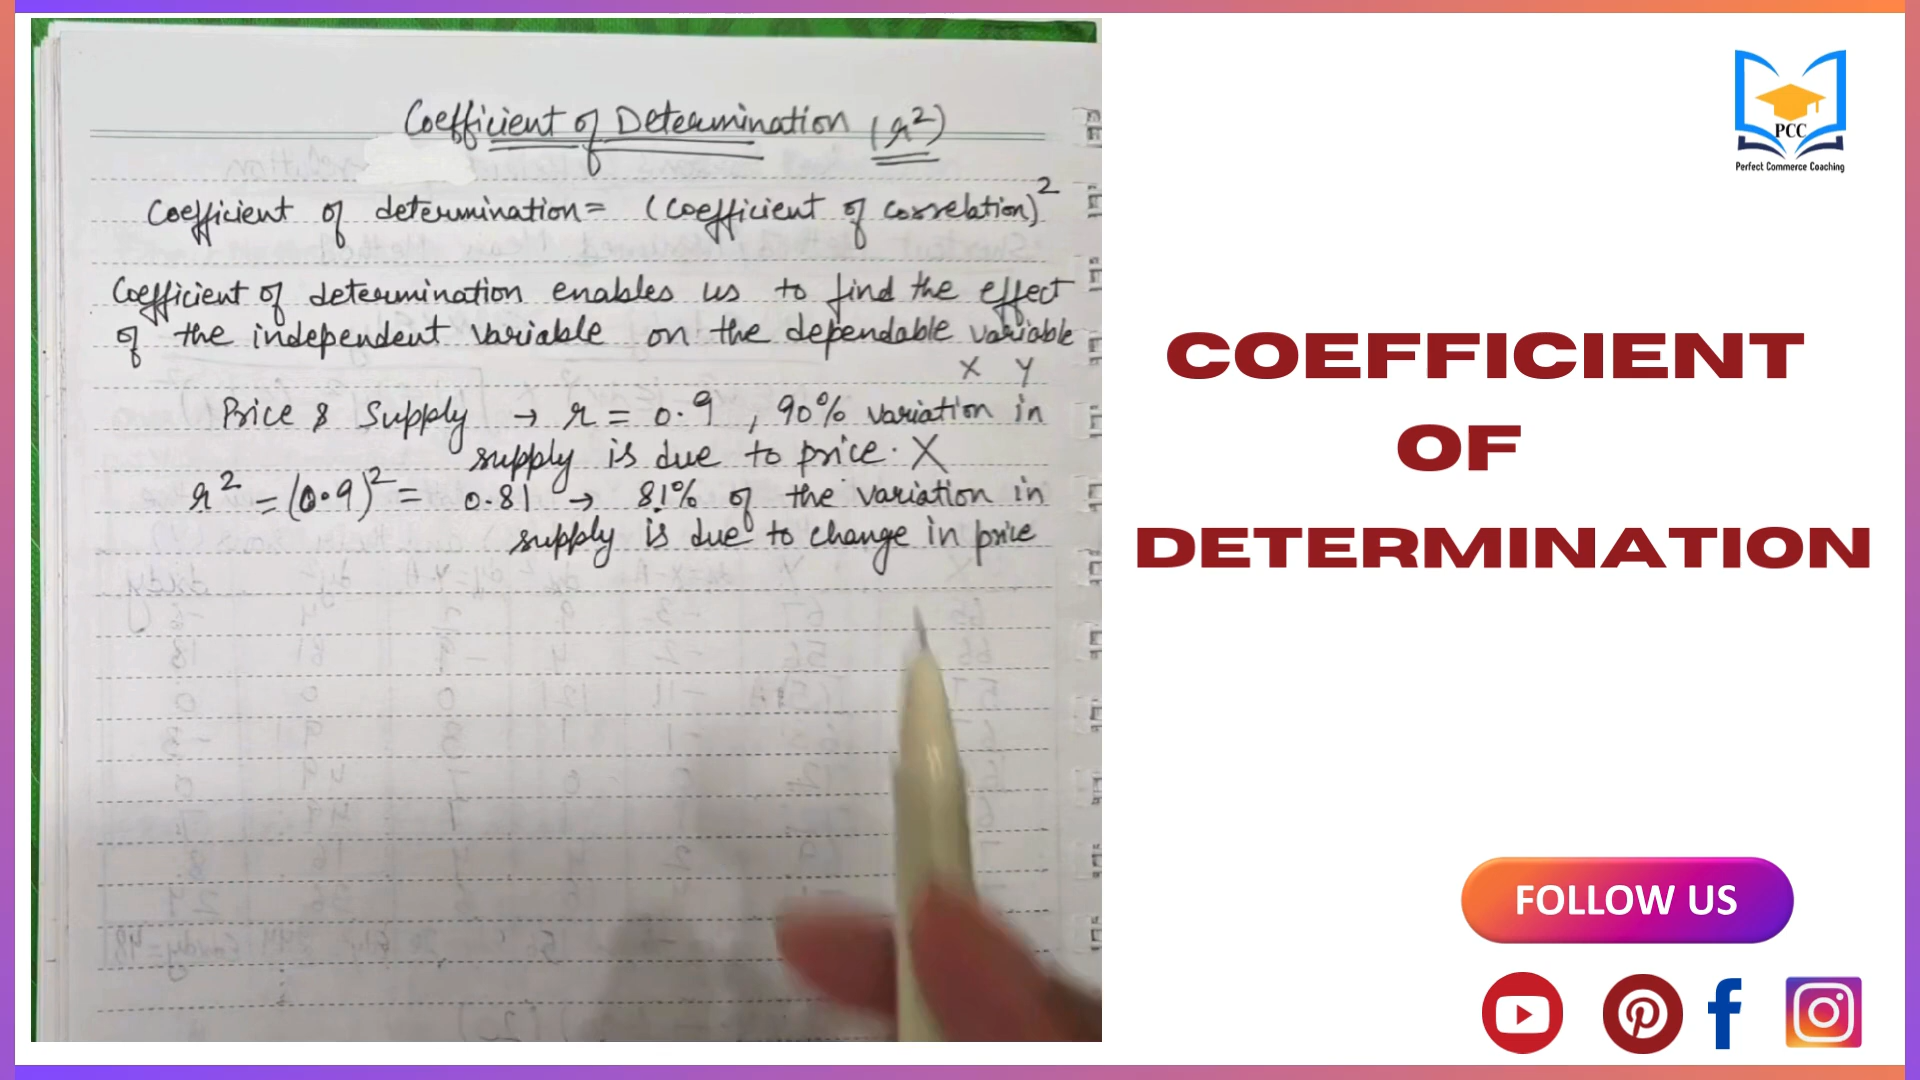 Coefficient of Determination (r²)
Coefficient of determination = (Coefficient of correlation)²
Coefficient of determination enables us to find the effect
of the independent variable on the dependable variable
X Y
Price & Supply → r = 0.9 , 90% variation in
supply is due to price. X
r² = (0.9)² = 0.81 → 81% of the variation in
supply is due to change in price
PCC
Perfect Commerce Coaching
COEFFICIENT
OF
DETERMINATION
FOLLOW US